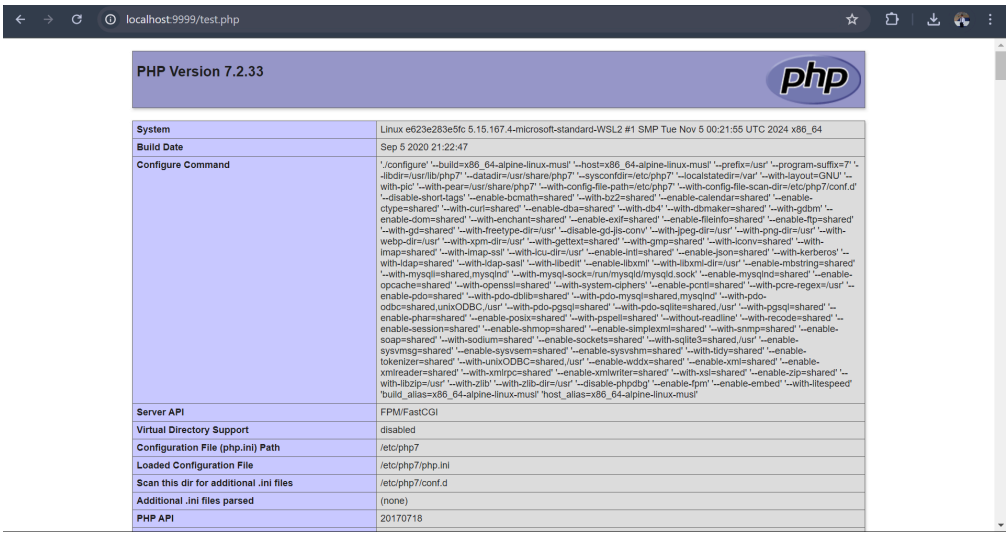 localhost:9999/test.php
PHP Version 7.2.33
php
System Linux e623e283e5fc 5.15.167.4-microsoft-standard-WSL2 #1 SMP Tue Nov 5 00:21:55 UTC 2024 x86_64
Build Date Sep 5 2020 21:22:47
Configure Command './configure' '--build=x86_64-alpine-linux-musl' '--host=x86_64-alpine-linux-musl' '--prefix=/usr' '--program-suffix=7' '-
-libdir=/usr/lib/php7' '--datadir=/usr/share/php7' '--sysconfdir=/etc/php7' '--localstatedir=/var' '--with-layout=GNU' '--
with-pic' '--with-pear=/usr/share/php7' '--with-config-file-path=/etc/php7' '--with-config-file-scan-dir=/etc/php7/conf.d'
'--disable-short-tags' '--enable-bcmath=shared' '--with-bz2=shared' '--enable-calendar=shared' '--enable-
ctype=shared' '--with-curl=shared' '--enable-dba=shared' '--with-db4' '--with-dbmaker=shared' '--with-gdbm' '--
enable-dom=shared' '--with-enchant=shared' '--enable-exif=shared' '--enable-fileinfo=shared' '--enable-ftp=shared'
'--with-gd=shared' '--with-freetype-dir=/usr' '--disable-gd-jis-conv' '--with-jpeg-dir=/usr' '--with-png-dir=/usr' '--with-
webp-dir=/usr' '--with-xpm-dir=/usr' '--with-gettext=shared' '--with-gmp=shared' '--with-iconv=shared' '--with-
imap=shared' '--with-imap-ssl' '--with-icu-dir=/usr' '--enable-intl=shared' '--enable-json=shared' '--with-kerberos' '--
with-ldap=shared' '--with-ldap-sasl' '--with-libedit' '--enable-libxml' '--with-libxml-dir=/usr' '--enable-mbstring=shared'
'--with-mysqli=shared,mysqlnd' '--with-mysql-sock=/run/mysqld/mysqld.sock' '--enable-mysqlnd=shared' '--enable-
opcache=shared' '--with-openssl=shared' '--with-system-ciphers' '--enable-pcntl=shared' '--with-pcre-regex=/usr' '--
enable-pdo=shared' '--with-pdo-dblib=shared' '--with-pdo-mysql=shared,mysqlnd' '--with-pdo-
odbc=shared,unixODBC,/usr' '--with-pdo-pgsql=shared' '--with-pdo-sqlite=shared,/usr' '--with-pgsql=shared' '--
enable-phar=shared' '--enable-posix=shared' '--with-pspell=shared' '--without-readline' '--with-recode=shared' '--
enable-session=shared' '--enable-shmop=shared' '--enable-simplexml=shared' '--with-snmp=shared' '--enable-
soap=shared' '--with-sodium=shared' '--enable-sockets=shared' '--with-sqlite3=shared,/usr' '--enable-
sysvmsg=shared' '--enable-sysvsem=shared' '--enable-sysvshm=shared' '--with-tidy=shared' '--enable-
tokenizer=shared' '--with-unixODBC=shared,/usr' '--enable-wddx=shared' '--enable-xml=shared' '--enable-
xmlreader=shared' '--with-xmlrpc=shared' '--enable-xmlwriter=shared' '--with-xsl=shared' '--enable-zip=shared' '--
with-libzip=/usr' '--with-zlib' '--with-zlib-dir=/usr' '--disable-phpdbg' '--enable-fpm' '--enable-embed' '--with-litespeed'
'build_alias=x86_64-alpine-linux-musl' 'host_alias=x86_64-alpine-linux-musl'
Server API FPM/FastCGI
Virtual Directory Support disabled
Configuration File (php.ini) Path /etc/php7
Loaded Configuration File /etc/php7/php.ini
Scan this dir for additional .ini files /etc/php7/conf.d
Additional .ini files parsed (none)
PHP API 20170718